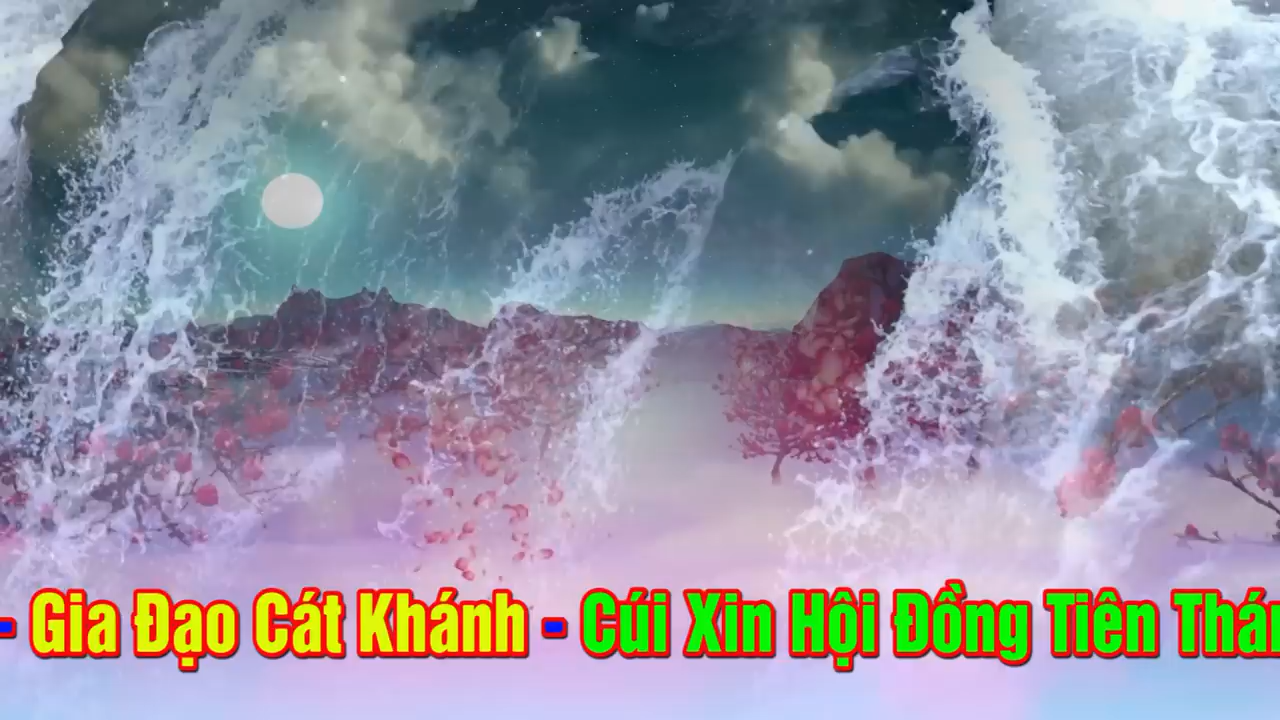 - Gia Đạo Cát Khánh - Cúi Xin Hội Đồng Tiên